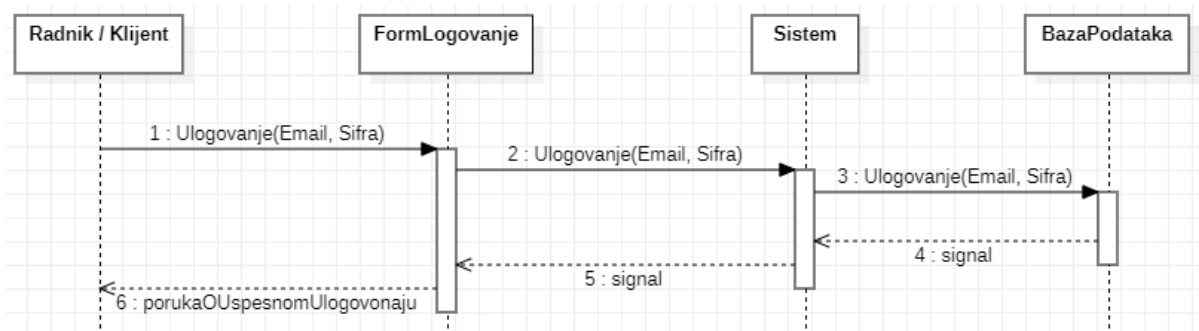 Radnik / Klijent
FormLogovanje
Sistem
BazaPodataka
1 : Ulogovanje(Email, Sifra)
2 : Ulogovanje(Email, Sifra)
3 : Ulogovanje(Email, Sifra)
4 : signal
5 : signal
6 : porukaOUspesnomUlogovonaju